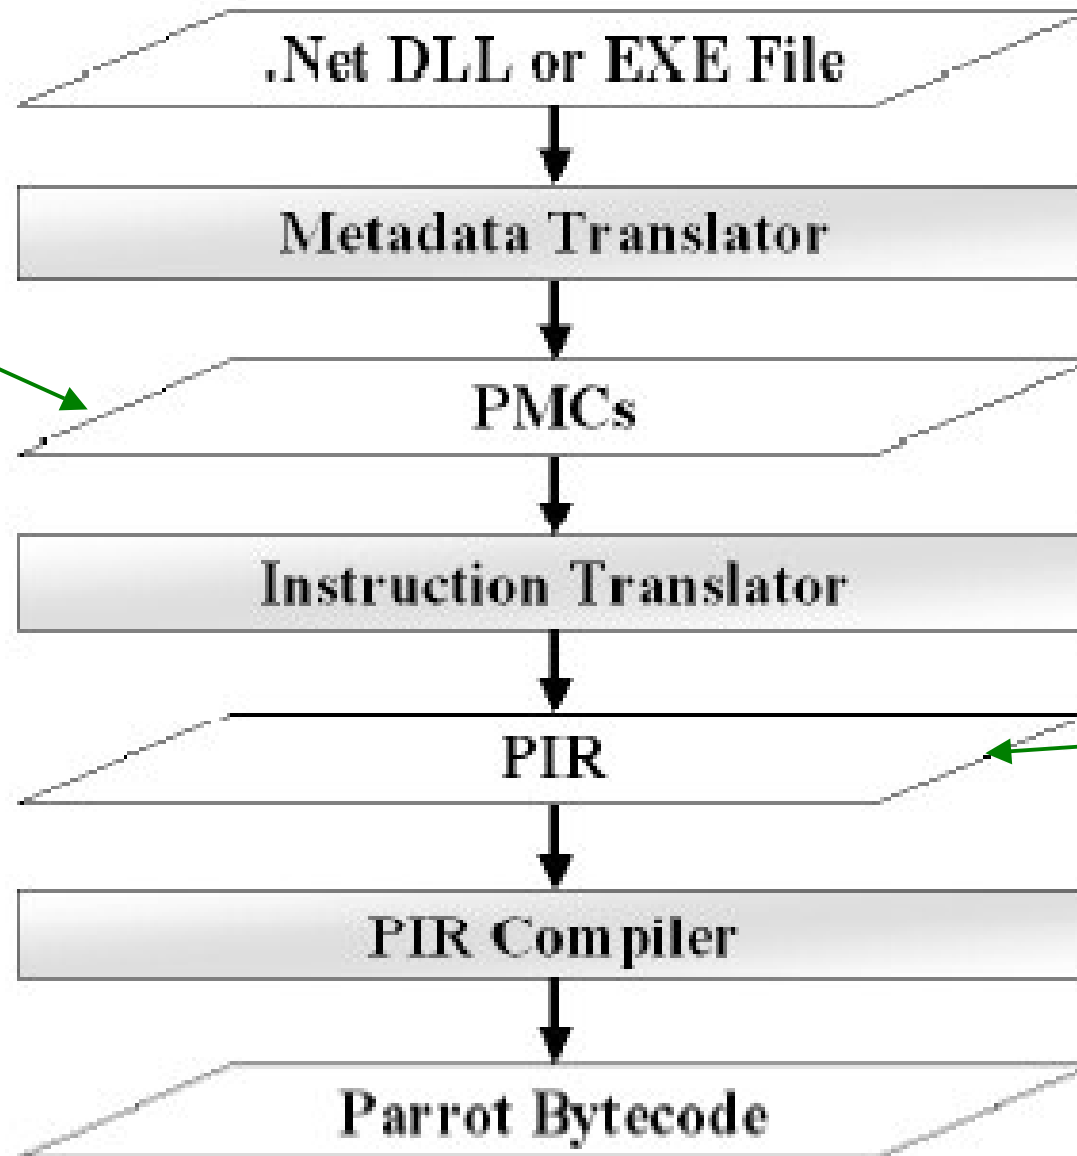 .Net DLL or EXE File
Metadata Translator
PMCs
Instruction Translator
PIR
PIR Compiler
Parrot Bytecode